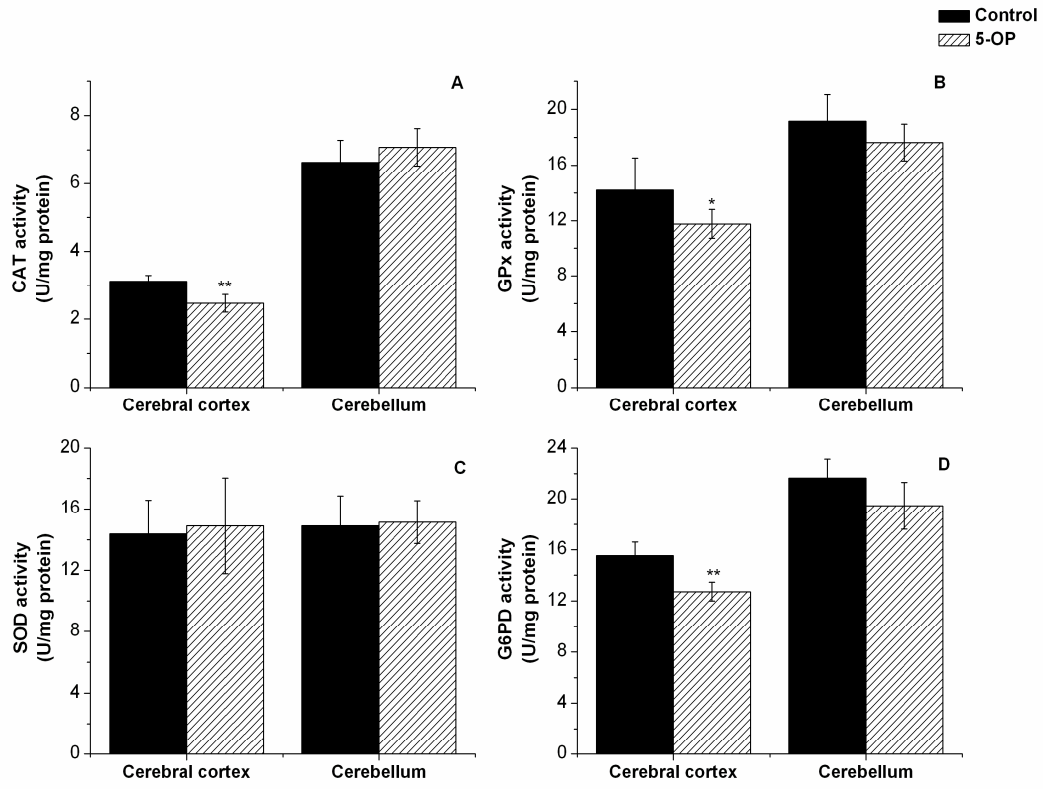 Control
5-OP
A
8
6
4
2
0
CAT activity
(U/mg protein)
**
Cerebral cortex
Cerebellum
B
20
16
12
8
4
0
GPx activity
(U/mg protein)
*
Cerebral cortex
Cerebellum
C
20
16
12
8
4
0
SOD activity
(U/mg protein)
Cerebral cortex
Cerebellum
D
24
20
16
12
8
4
0
G6PD activity
(U/mg protein)
**
Cerebral cortex
Cerebellum